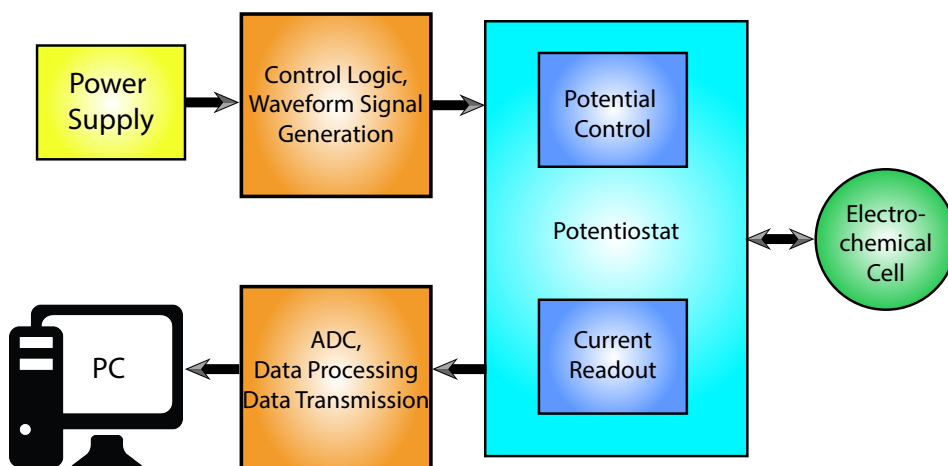 Power
Supply
Control Logic,
Waveform Signal
Generation
Potential
Control
Potentiostat
Electro-
chemical
Cell
PC
ADC,
Data Processing
Data Transmission
Current
Readout